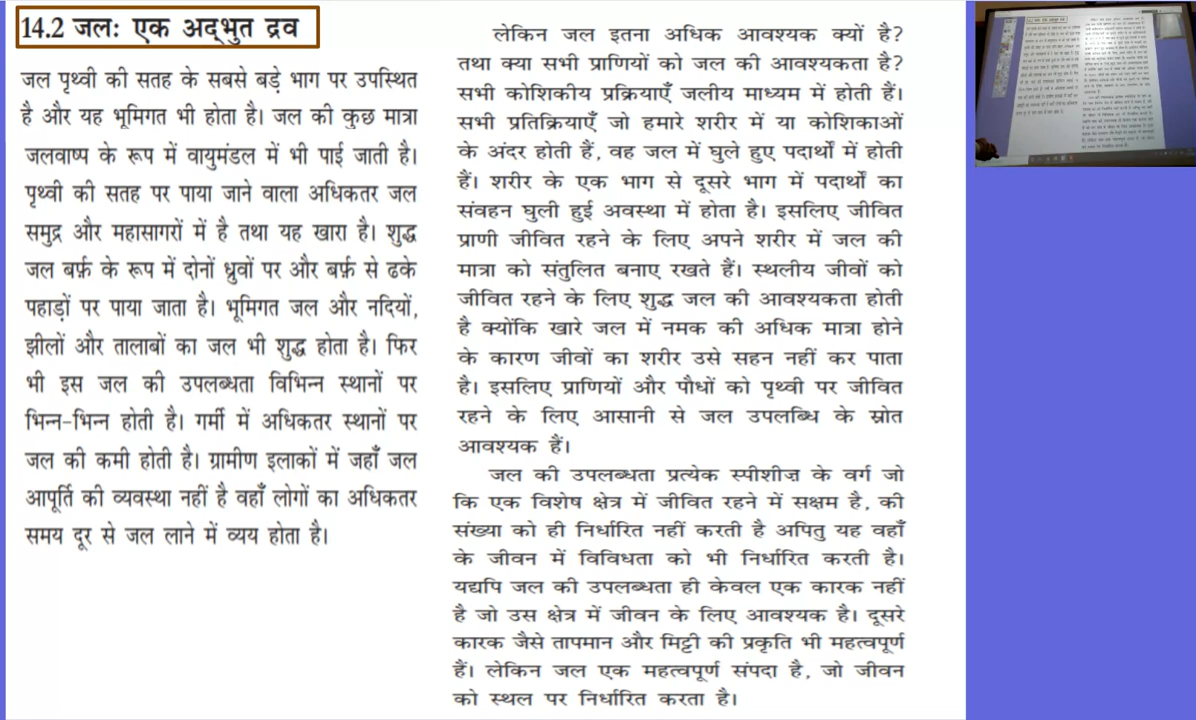 14.2 जल: एक अद्भुत द्रव
जल पृथ्वी की सतह के सबसे बड़े भाग पर उपस्थित
है और यह भूमिगत भी होता है। जल की कुछ मात्रा
जलवाष्प के रूप में वायुमंडल में भी पाई जाती है।
पृथ्वी की सतह पर पाया जाने वाला अधिकतर जल
समुद्र और महासागरों में है तथा यह खारा है। शुद्ध
जल बर्फ़ के रूप में दोनों ध्रुवों पर और बर्फ़ से ढके
पहाड़ों पर पाया जाता है। भूमिगत जल और नदियों,
झीलों और तालाबों का जल भी शुद्ध होता है। फिर
भी इस जल की उपलब्धता विभिन्न स्थानों पर
भिन्न-भिन्न होती है। गर्मी में अधिकतर स्थानों पर
जल की कमी होती है। ग्रामीण इलाकों में जहाँ जल
आपूर्ति की व्यवस्था नहीं है वहाँ लोगों का अधिकतर
समय दूर से जल लाने में व्यय होता है।
लेकिन जल इतना अधिक आवश्यक क्यों है?
तथा क्या सभी प्राणियों को जल की आवश्यकता है?
सभी कोशिकीय प्रक्रियाएँ जलीय माध्यम में होती हैं।
सभी प्रतिक्रियाएँ जो हमारे शरीर में या कोशिकाओं
के अंदर होती हैं, वह जल में घुले हुए पदार्थों में होती
हैं। शरीर के एक भाग से दूसरे भाग में पदार्थों का
संवहन घुली हुई अवस्था में होता है। इसलिए जीवित
प्राणी जीवित रहने के लिए अपने शरीर में जल की
मात्रा को संतुलित बनाए रखते हैं। स्थलीय जीवों को
जीवित रहने के लिए शुद्ध जल की आवश्यकता होती
है क्योंकि खारे जल में नमक की अधिक मात्रा होने
के कारण जीवों का शरीर उसे सहन नहीं कर पाता
है। इसलिए प्राणियों और पौधों को पृथ्वी पर जीवित
रहने के लिए आसानी से जल उपलब्धि के स्रोत
आवश्यक हैं।
जल की उपलब्धता प्रत्येक स्पीशीज़ के वर्ग जो
कि एक विशेष क्षेत्र में जीवित रहने में सक्षम है, की
संख्या को ही निर्धारित नहीं करती है अपितु यह वहाँ
के जीवन में विविधता को भी निर्धारित करती है।
यद्यपि जल की उपलब्धता ही केवल एक कारक नहीं
है जो उस क्षेत्र में जीवन के लिए आवश्यक है। दूसरे
कारक जैसे तापमान और मिट्टी की प्रकृति भी महत्वपूर्ण
हैं। लेकिन जल एक महत्वपूर्ण संपदा है, जो जीवन
को स्थल पर निर्धारित करता है।